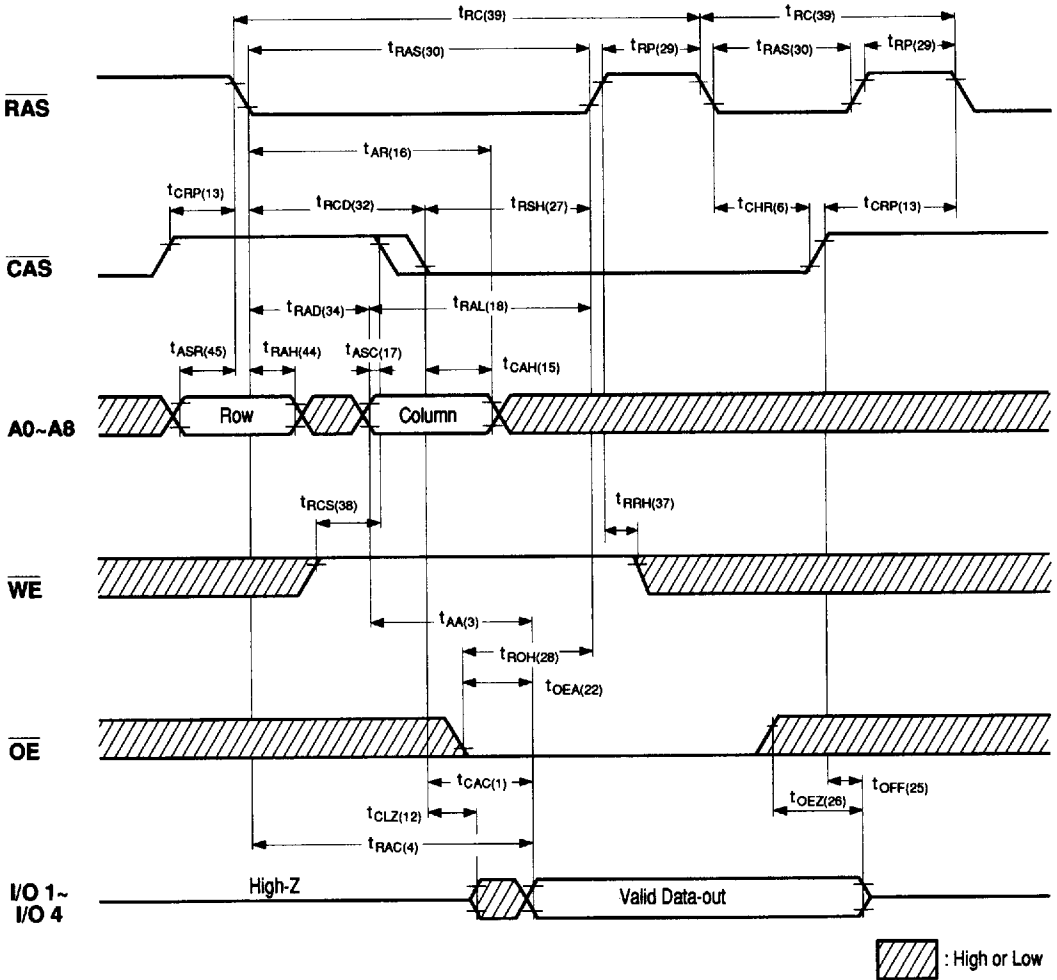 tRC(39) tRC(39)
tRAS(30) tRP(29) tRAS(30) tRP(29)
RAS
tAR(16)
tCRP(13) tRCD(32) tRSH(27) tCHR(6) tCRP(13)
CAS
tRAD(34) tRAL(18)
tASR(45) tRAH(44) tASC(17) tCAH(15)
A0~A8 Row Column
tRCS(38) tRRH(37)
WE
tAA(3)
tROH(28)
tOEA(22)
OE
tCAC(1) tOFF(25)
tCLZ(12) tOEZ(26)
tRAC(4)
I/O 1~
I/O 4
High-Z Valid Data-out
: High or Low